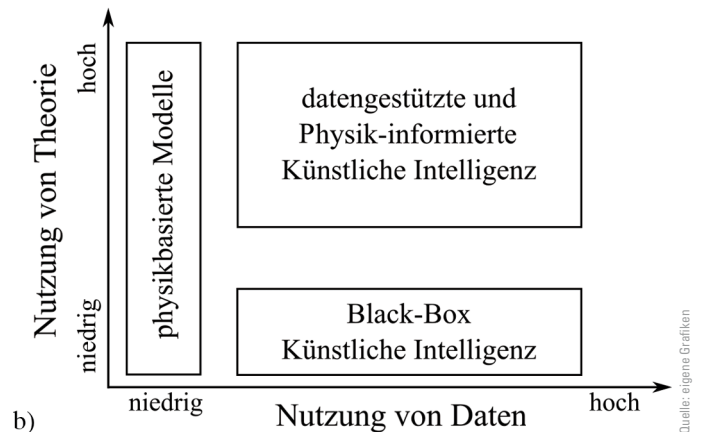 hoch
Nutzung von Theorie
niedrig
physikbasierte Modelle
datengestützte und
Physik-informierte
Künstliche Intelligenz
Black-Box
Künstliche Intelligenz
niedrig
Nutzung von Daten
hoch
b)
Quelle: eigene Grafiken